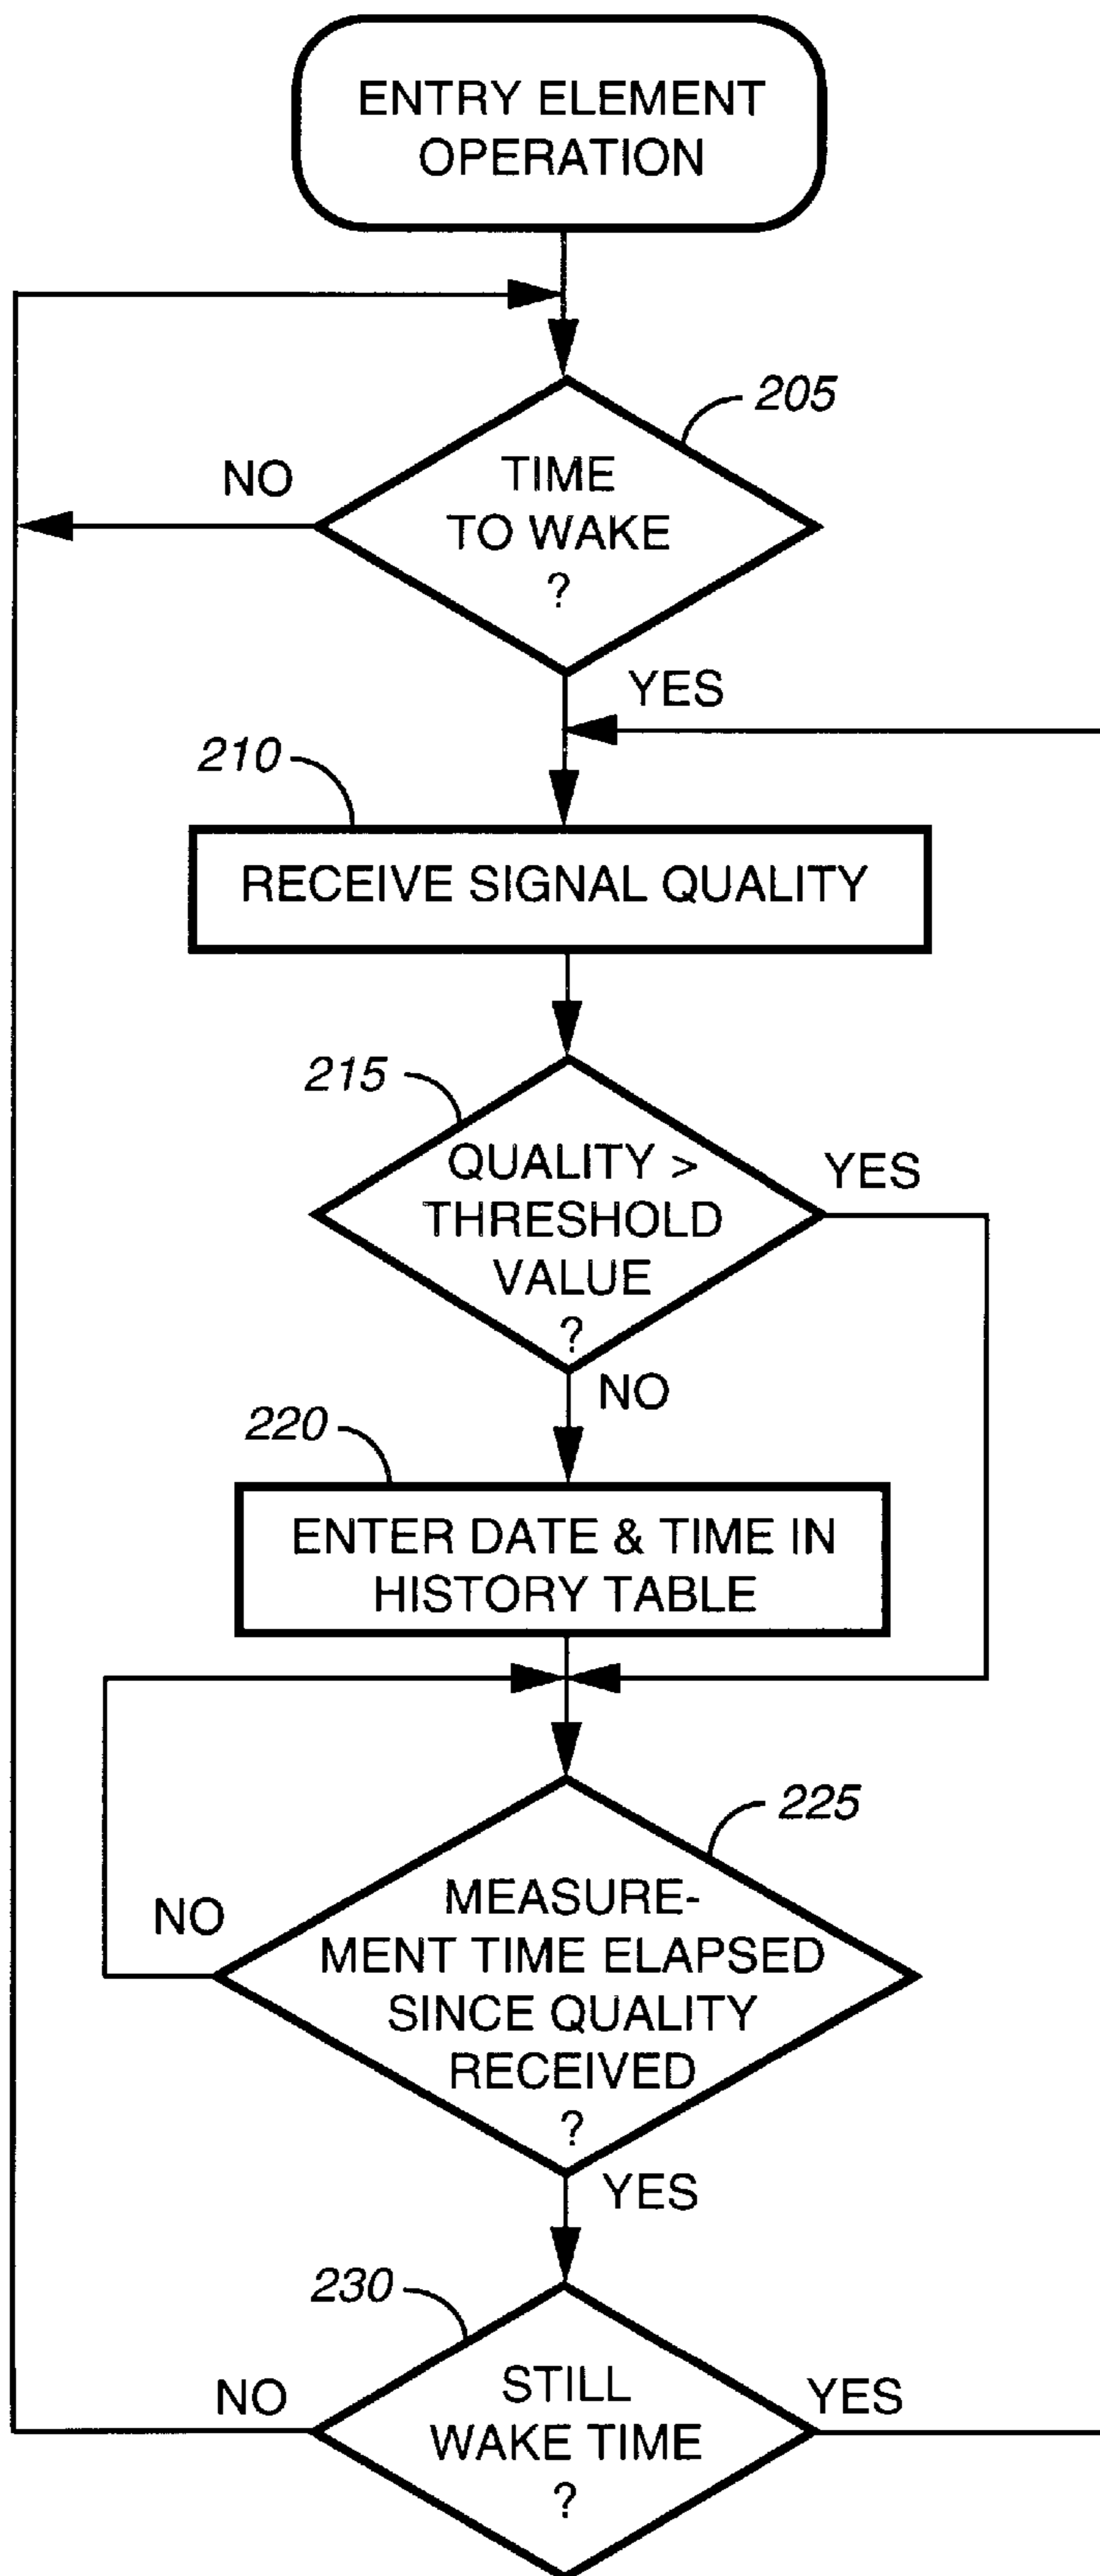 ENTRY ELEMENT
OPERATION
205
NO
TIME
TO WAKE
?
YES
210
RECEIVE SIGNAL QUALITY
215
QUALITY >
THRESHOLD
VALUE
?
YES
NO
220
ENTER DATE & TIME IN
HISTORY TABLE
225
NO
MEASURE-
MENT TIME ELAPSED
SINCE QUALITY
RECEIVED
?
YES
230
NO
STILL
WAKE TIME
?
YES